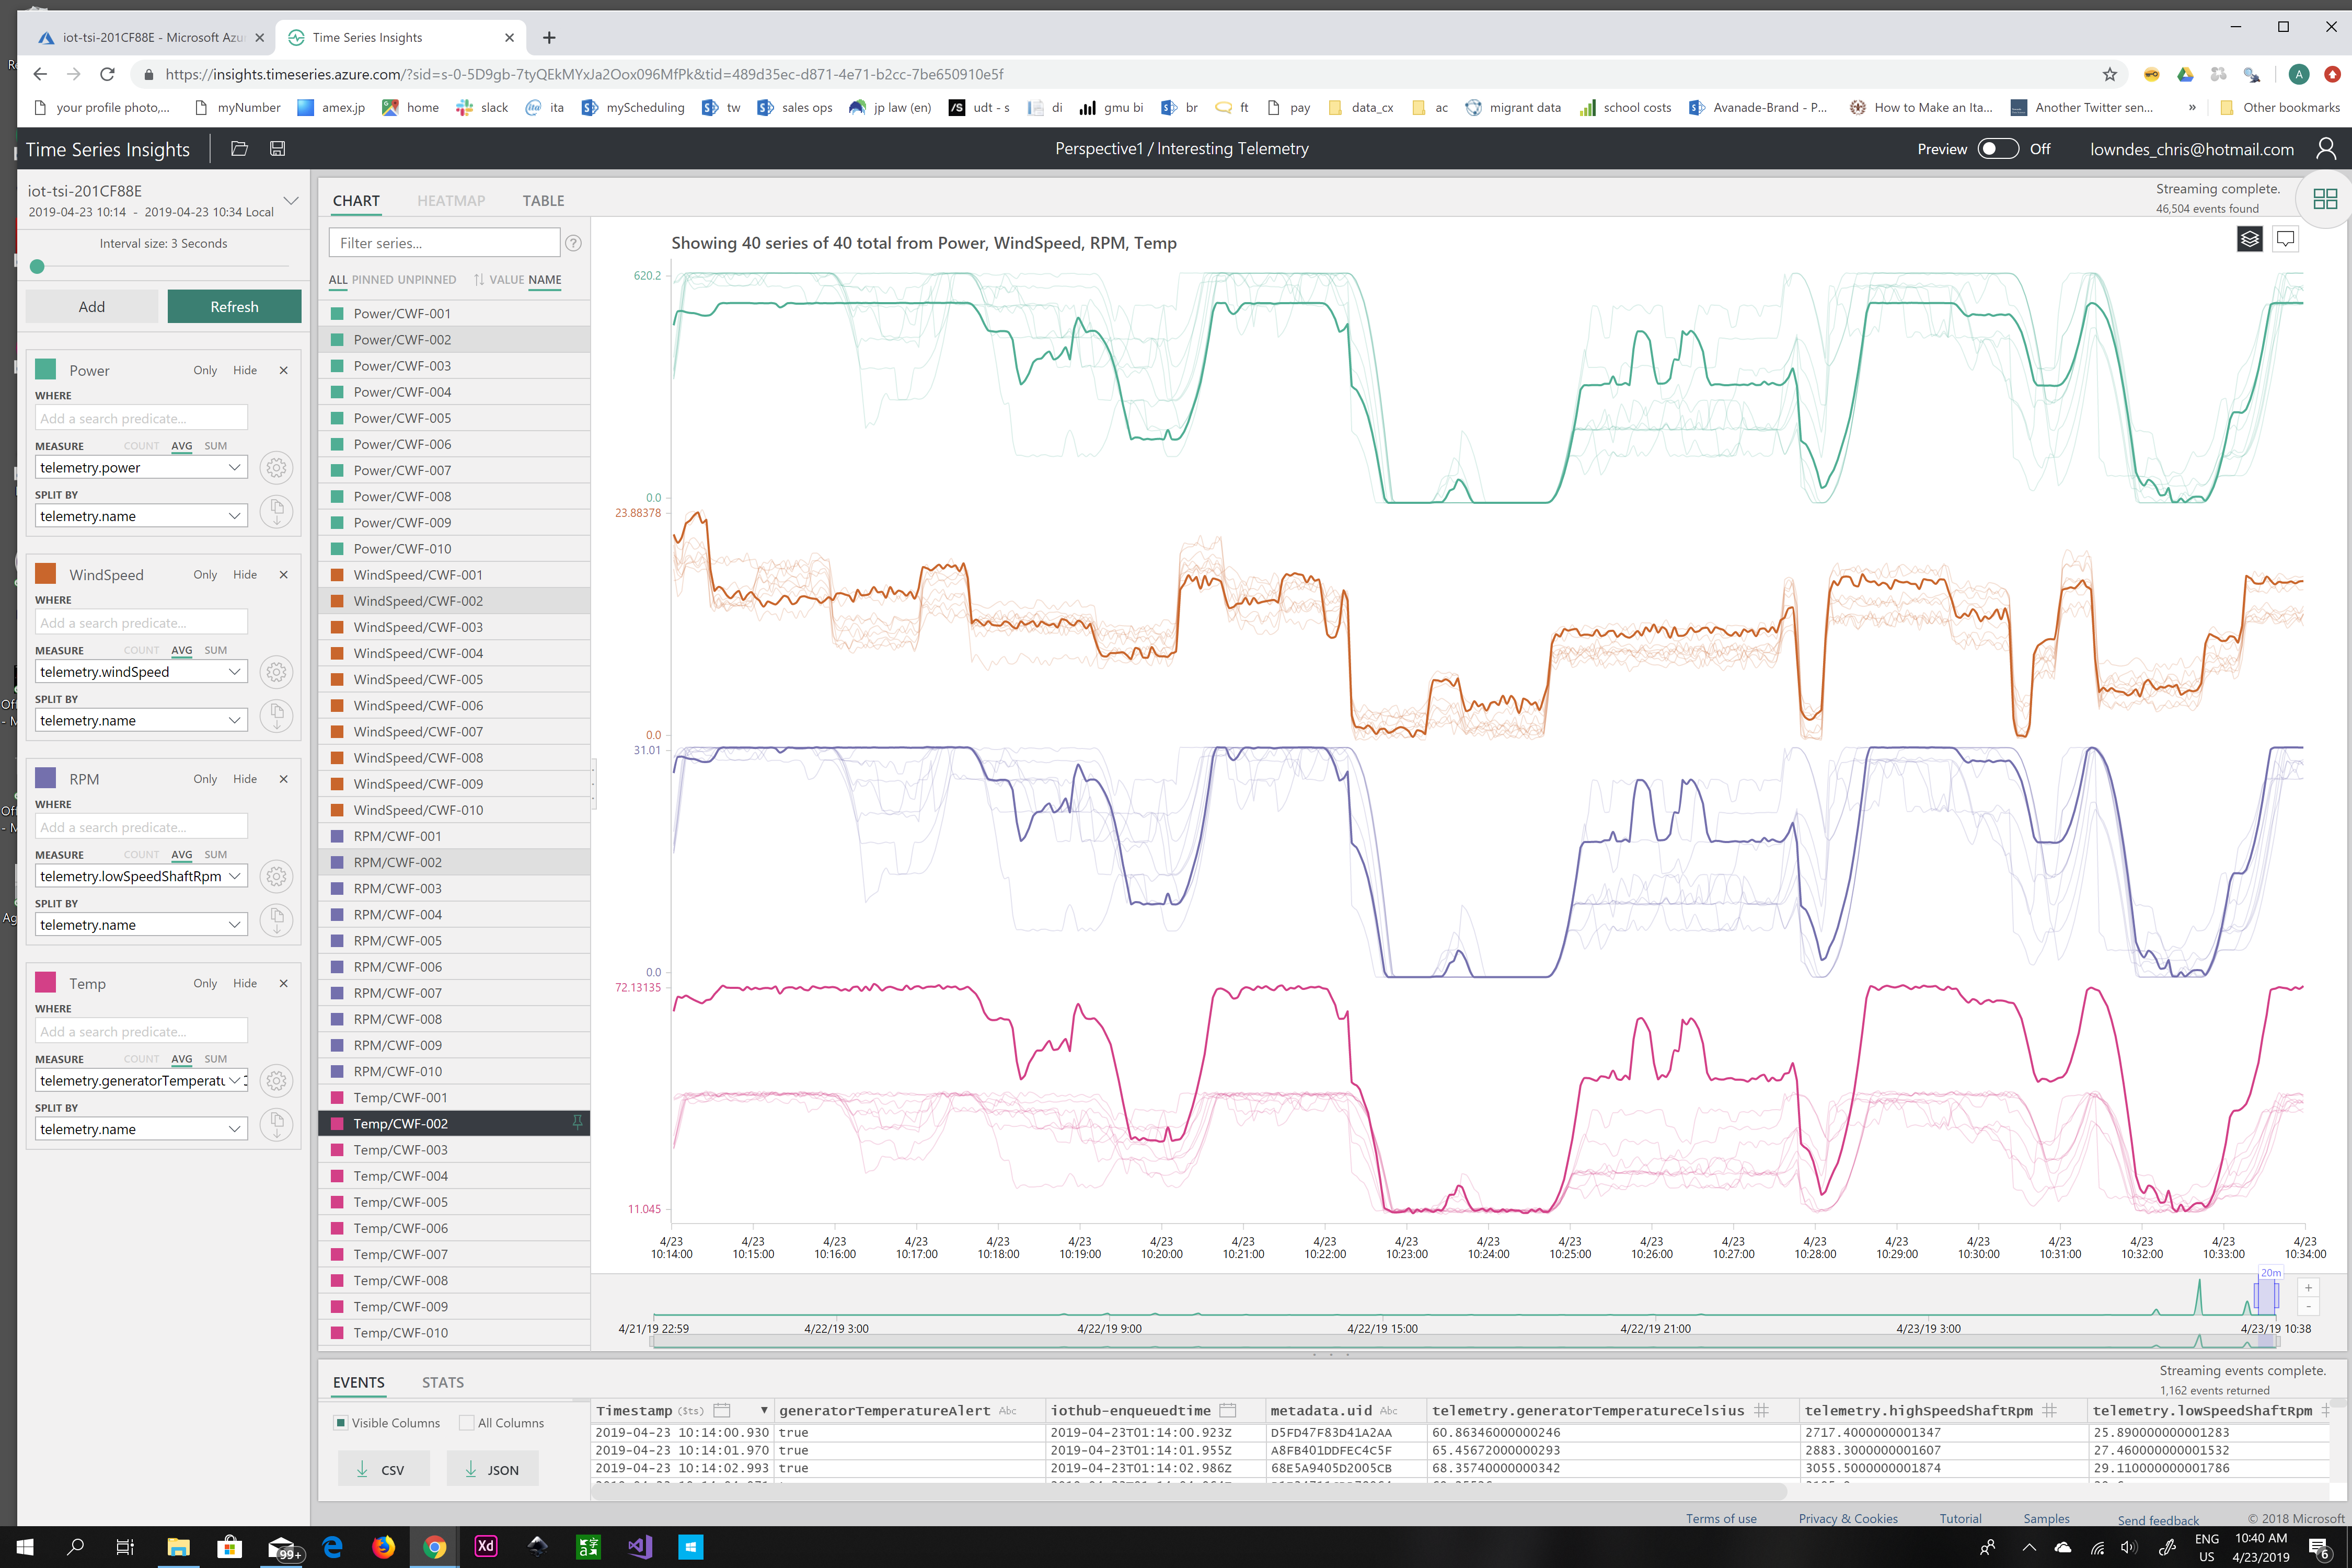 iot-tsi-201CF88E - Microsoft Azu
Time Series Insights
https://insights.timeseries.azure.com/?sid=s-0-5D9gb-7tyQEkMYxJa2Oox096MfPk&tid=489d35ec-d871-4e71-b2cc-7be650910e5f
A
your profile photo,... myNumber amex.jp home slack ita myScheduling tw sales ops jp law (en) udt - s di gmu bi br ft pay data_cx ac migrant data school costs Avanade-Brand - P... How to Make an Ita... Another Twitter sen... » Other bookmarks
Time Series Insights
Perspective1 / Interesting Telemetry
Preview Off lowndes_chris@hotmail.com
iot-tsi-201CF88E
2019-04-23 10:14 - 2019-04-23 10:34 Local
Interval size: 3 Seconds
Add Refresh
Power Only Hide
WHERE
Add a search predicate...
MEASURE COUNT AVG SUM
telemetry.power
SPLIT BY
telemetry.name
WindSpeed Only Hide
WHERE
Add a search predicate...
MEASURE COUNT AVG SUM
telemetry.windSpeed
SPLIT BY
telemetry.name
RPM Only Hide
WHERE
Add a search predicate...
MEASURE COUNT AVG SUM
telemetry.lowSpeedShaftRpm
SPLIT BY
telemetry.name
Temp Only Hide
WHERE
Add a search predicate...
MEASURE COUNT AVG SUM
telemetry.generatorTemperatu
SPLIT BY
telemetry.name
CHART HEATMAP TABLE
Streaming complete.
46,504 events found
Filter series...
?
ALL PINNED UNPINNED VALUE NAME
Power/CWF-001
Power/CWF-002
Power/CWF-003
Power/CWF-004
Power/CWF-005
Power/CWF-006
Power/CWF-007
Power/CWF-008
Power/CWF-009
Power/CWF-010
WindSpeed/CWF-001
WindSpeed/CWF-002
WindSpeed/CWF-003
WindSpeed/CWF-004
WindSpeed/CWF-005
WindSpeed/CWF-006
WindSpeed/CWF-007
WindSpeed/CWF-008
WindSpeed/CWF-009
WindSpeed/CWF-010
RPM/CWF-001
RPM/CWF-002
RPM/CWF-003
RPM/CWF-004
RPM/CWF-005
RPM/CWF-006
RPM/CWF-007
RPM/CWF-008
RPM/CWF-009
RPM/CWF-010
Temp/CWF-001
Temp/CWF-002
Temp/CWF-003
Temp/CWF-004
Temp/CWF-005
Temp/CWF-006
Temp/CWF-007
Temp/CWF-008
Temp/CWF-009
Temp/CWF-010
Showing 40 series of 40 total from Power, WindSpeed, RPM, Temp
620.2
0.0
23.88378
0.0
31.01
0.0
72.13135
11.045
4/23 4/23 4/23 4/23 4/23 4/23 4/23 4/23 4/23 4/23 4/23 4/23 4/23 4/23 4/23 4/23 4/23 4/23 4/23 4/23 4/23
10:14:00 10:15:00 10:16:00 10:17:00 10:18:00 10:19:00 10:20:00 10:21:00 10:22:00 10:23:00 10:24:00 10:25:00 10:26:00 10:27:00 10:28:00 10:29:00 10:30:00 10:31:00 10:32:00 10:33:00 10:34:00
20m
4/21/19 22:59 4/22/19 3:00 4/22/19 9:00 4/22/19 15:00 4/22/19 21:00 4/23/19 3:00 4/23/19 10:38
EVENTS STATS
Streaming events complete.
1,162 events returned
Visible Columns All Columns
CSV JSON
Timestamp ($ts) generatorTemperatureAlert Abc iothub-enqueuedtime metadata.uid Abc telemetry.generatorTemperatureCelsius telemetry.highSpeedShaftRpm telemetry.lowSpeedShaftRpm
2019-04-23 10:14:00.930 true 2019-04-23T01:14:00.923Z D5FD47F83D41A2AA 60.86346000000246 2717.4000000001347 25.890000000001283
2019-04-23 10:14:01.970 true 2019-04-23T01:14:01.955Z A8FB401DDFEC4C5F 65.45672000000293 2883.3000000001607 27.460000000001532
2019-04-23 10:14:02.993 true 2019-04-23T01:14:02.986Z 68E5A9405D2005CB 68.35740000000342 3055.5000000001874 29.110000000001786
Terms of use Privacy & Cookies Tutorial Samples Send feedback © 2018 Microsoft
99+
Xd
ENG
US
10:40 AM
4/23/2019
6